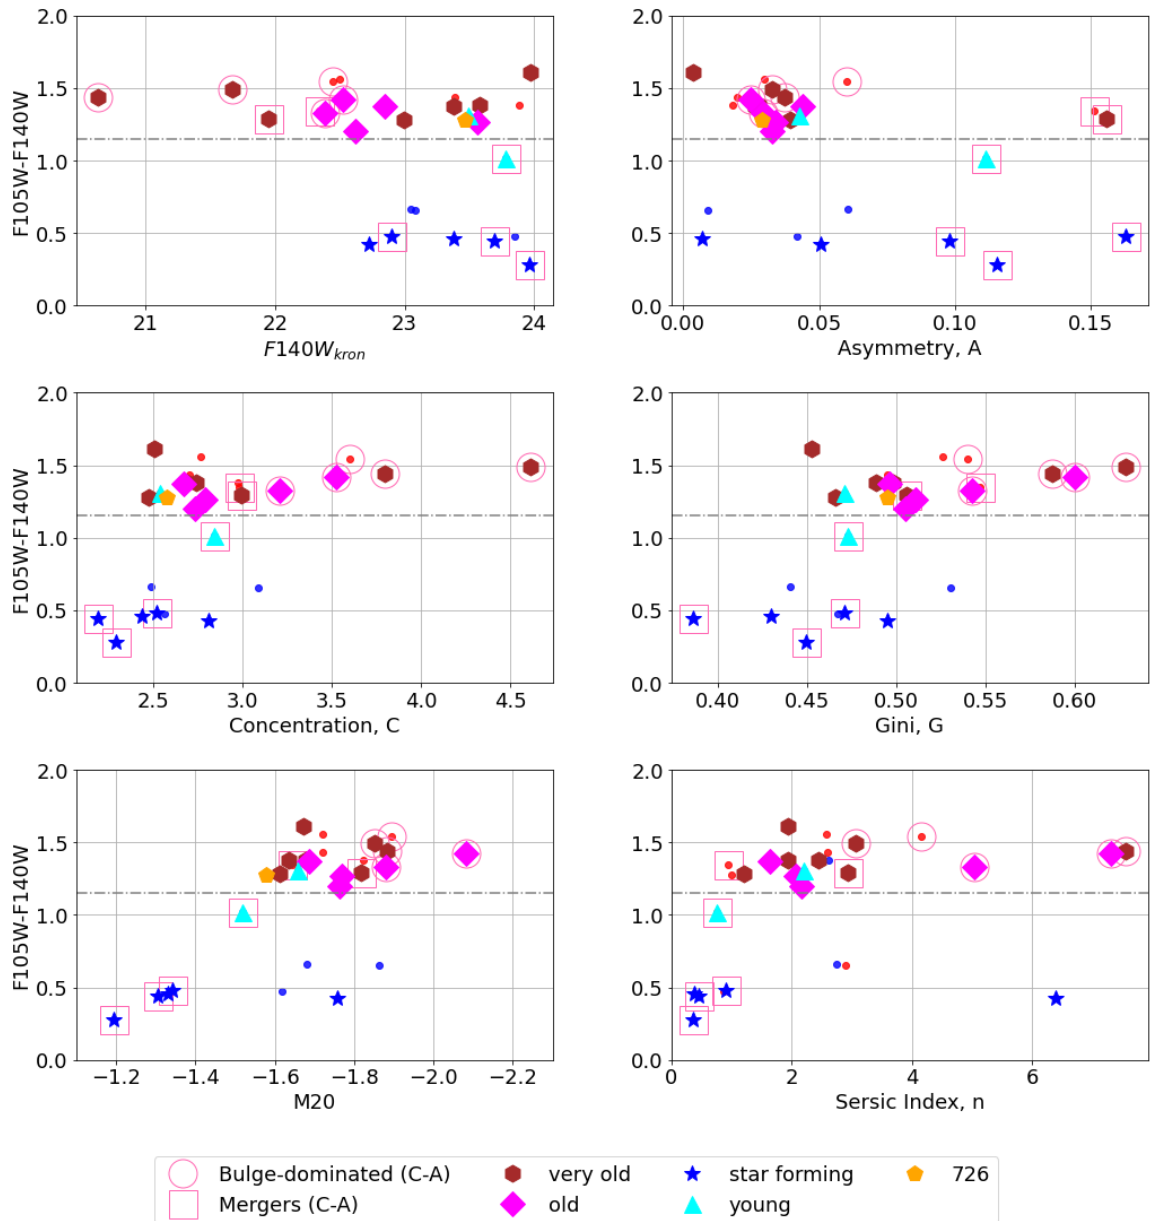 2.0
1.5
1.0
0.5
0.0
F105W-F140W
21 22 23 24
F140W_kron
2.0
1.5
1.0
0.5
0.0
0.00 0.05 0.10 0.15
Asymmetry, A
2.0
1.5
1.0
0.5
0.0
F105W-F140W
2.5 3.0 3.5 4.0 4.5
Concentration, C
2.0
1.5
1.0
0.5
0.0
0.40 0.45 0.50 0.55 0.60
Gini, G
2.0
1.5
1.0
0.5
0.0
F105W-F140W
−1.2 −1.4 −1.6 −1.8 −2.0 −2.2
M20
2.0
1.5
1.0
0.5
0.0
0 2 4 6
Sersic Index, n
Bulge-dominated (C-A) very old star forming 726
Mergers (C-A) old young